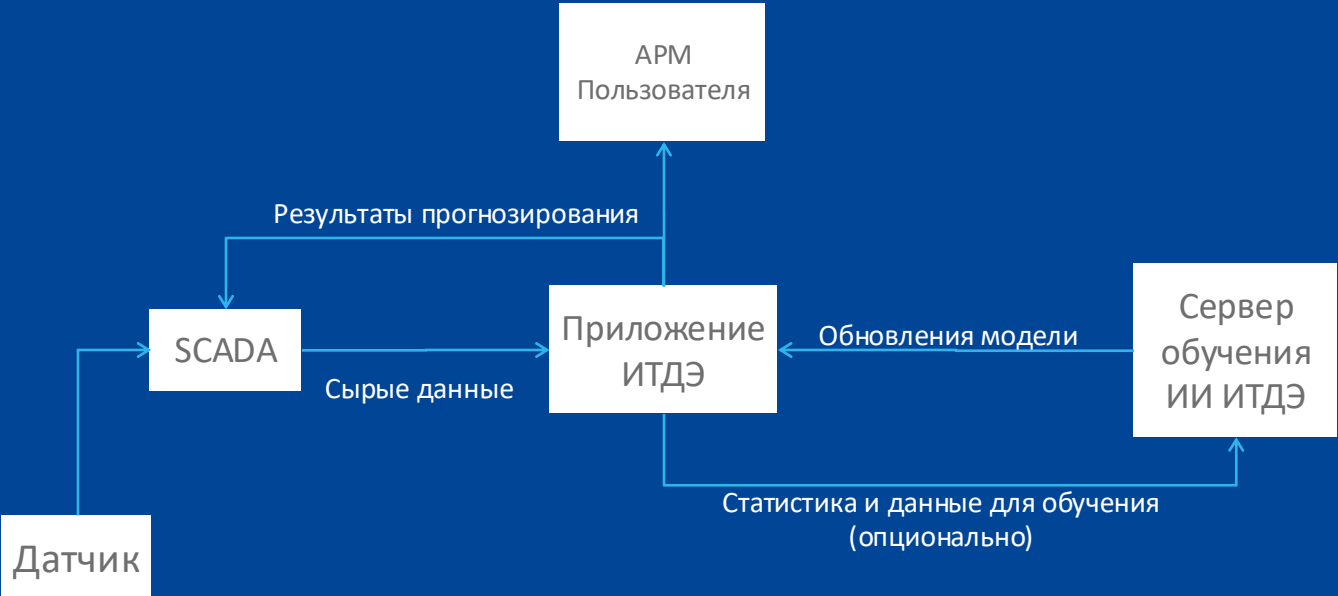 АРМ
Пользователя
Результаты прогнозирования
SCADA
Сырые данные
Приложение
ИТДЭ
Обновления модели
Сервер
обучения
ИИ ИТДЭ
Статистика и данные для обучения
(опционально)
Датчик